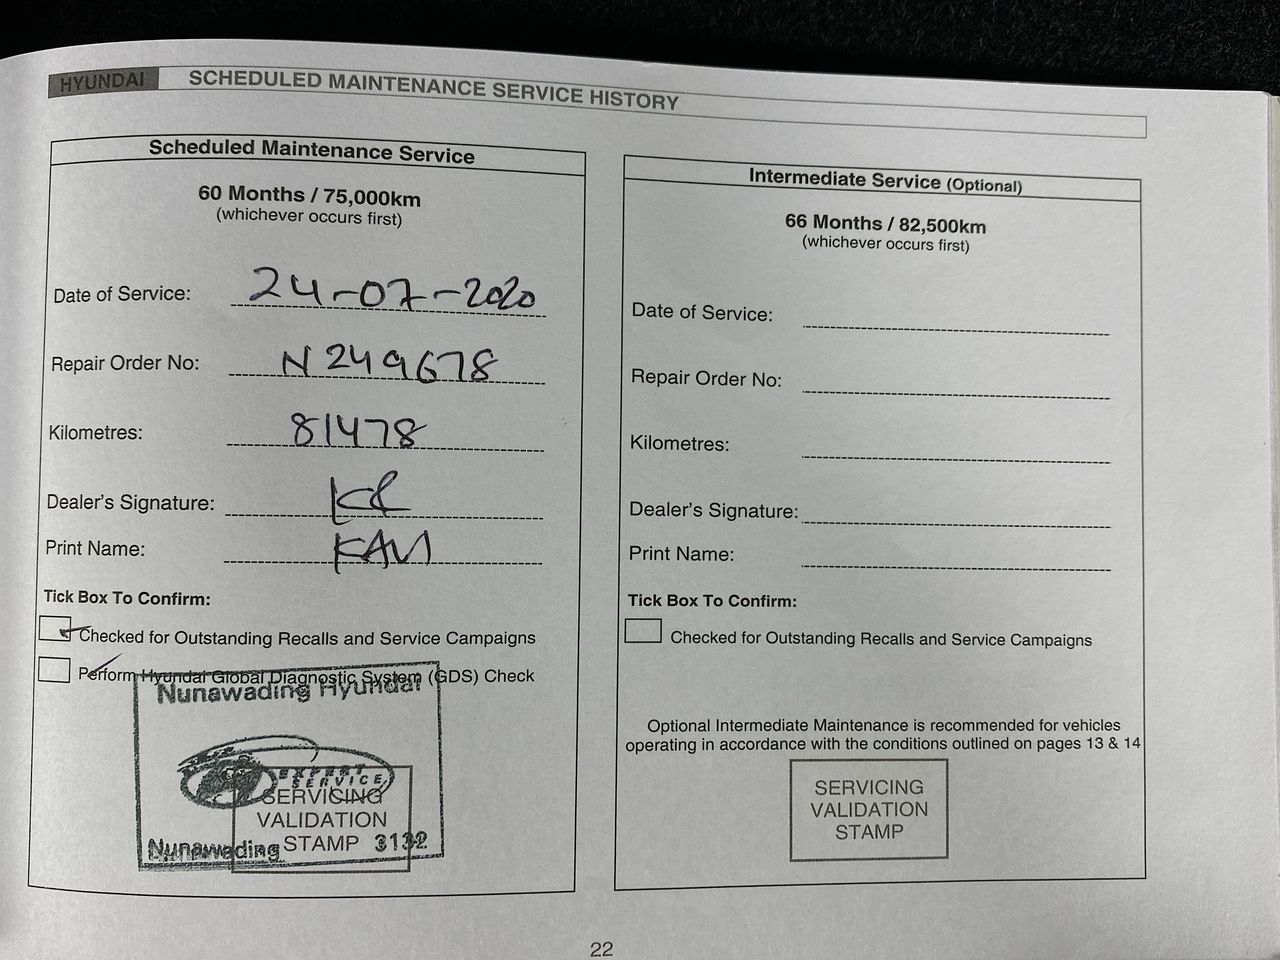 HYUNDAI SCHEDULED MAINTENANCE SERVICE HISTORY
Scheduled Maintenance Service
60 Months / 75,000km
(whichever occurs first)
Date of Service: 24-07-2020
Repair Order No: N249678
Kilometres: 81478
Dealer's Signature:
Print Name:
Tick Box To Confirm:
Checked for Outstanding Recalls and Service Campaigns
Perform Hyundai Global Diagnostic System (GDS) Check
Nunawading Hyundai
EXPERT
SERVICE
SERVICING
VALIDATION
STAMP
Nunawading 3132
Intermediate Service (Optional)
66 Months / 82,500km
(whichever occurs first)
Date of Service:
Repair Order No:
Kilometres:
Dealer's Signature:
Print Name:
Tick Box To Confirm:
Checked for Outstanding Recalls and Service Campaigns
Optional Intermediate Maintenance is recommended for vehicles
operating in accordance with the conditions outlined on pages 13 & 14
SERVICING
VALIDATION
STAMP
22